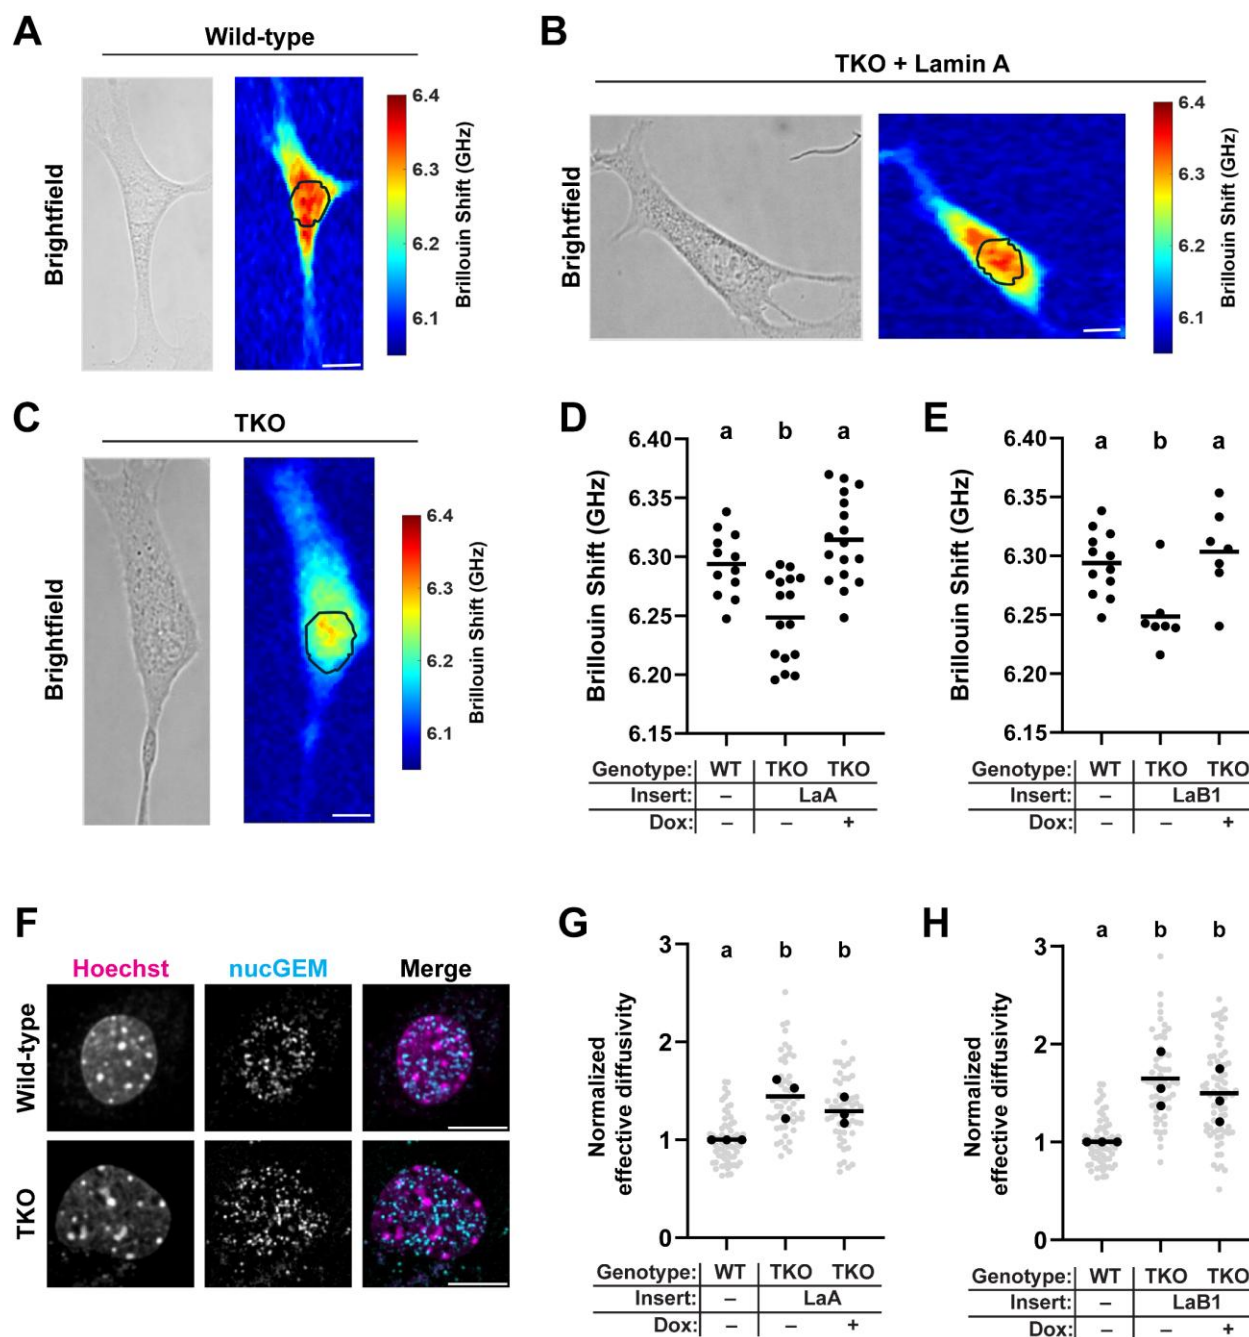 A
Wild-type
Brightfield
6.4
6.3
6.2
6.1
Brillouin Shift (GHz)
B
TKO + Lamin A
Brightfield
6.4
6.3
6.2
6.1
Brillouin Shift (GHz)
C
TKO
Brightfield
6.4
6.3
6.2
6.1
Brillouin Shift (GHz)
D
a b a
Brillouin Shift (GHz)
6.40
6.35
6.30
6.25
6.20
6.15
Genotype: WT TKO TKO
Insert: – LaA
Dox: – – +
E
a b a
Brillouin Shift (GHz)
6.40
6.35
6.30
6.25
6.20
6.15
Genotype: WT TKO TKO
Insert: – LaB1
Dox: – – +
F
Hoechst nucGEM Merge
Wild-type
TKO
G
a b b
Normalized
effective diffusivity
3
2
1
0
Genotype: WT TKO TKO
Insert: – LaA
Dox: – – +
H
a b b
Normalized
effective diffusivity
3
2
1
0
Genotype: WT TKO TKO
Insert: – LaB1
Dox: – – +